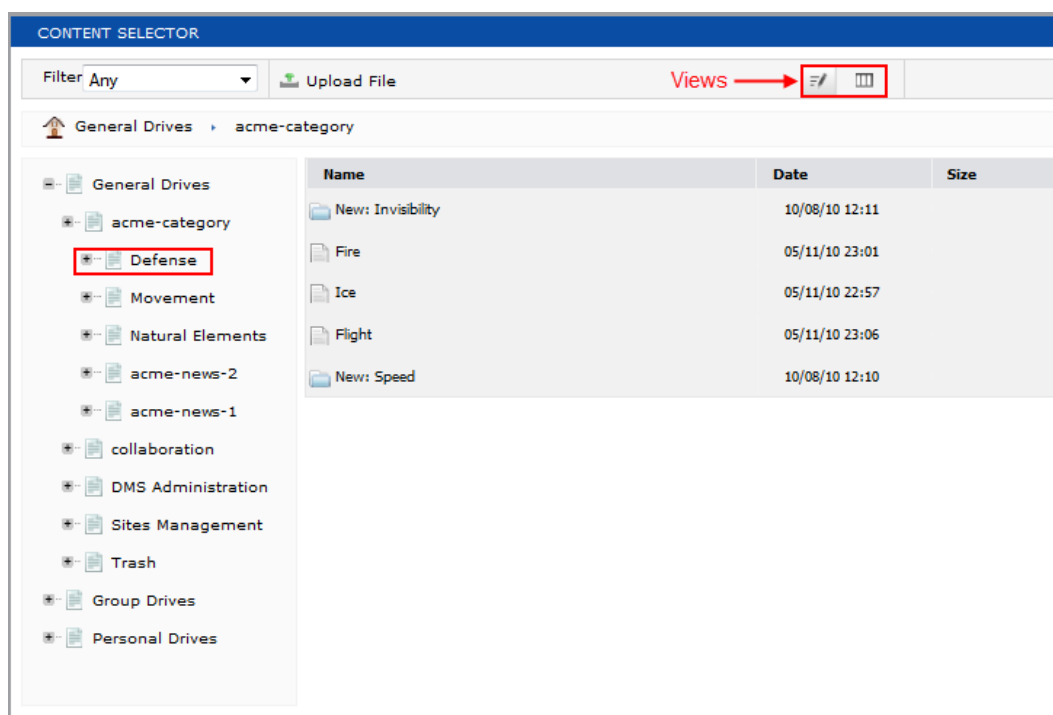 CONTENT SELECTOR
Filter Any Upload File Views
General Drives acme-category
General Drives
acme-category
Defense
Movement
Natural Elements
acme-news-2
acme-news-1
collaboration
DMS Administration
Sites Management
Trash
Group Drives
Personal Drives
Name Date Size
New: Invisibility 10/08/10 12:11
Fire 05/11/10 23:01
Ice 05/11/10 22:57
Flight 05/11/10 23:06
New: Speed 10/08/10 12:10